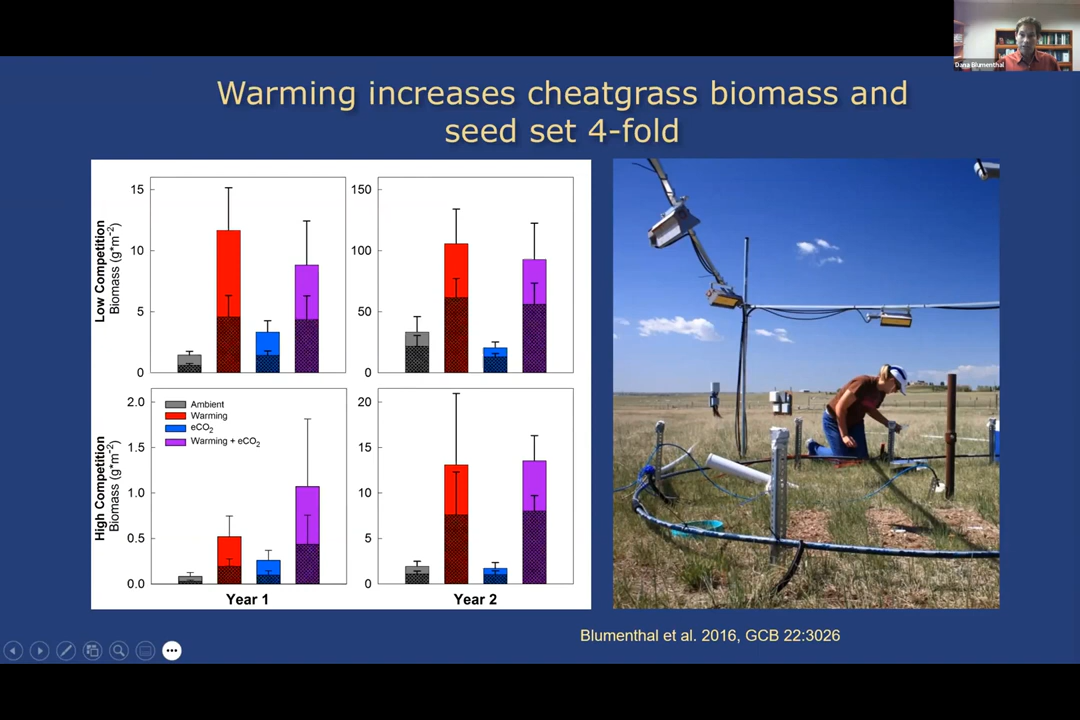 Dana Blumenthal
Warming increases cheatgrass biomass and
seed set 4-fold
Low Competition
Biomass (g*m⁻²)
15
10
5
0
150
100
50
0
High Competition
Biomass (g*m⁻²)
2.0
1.5
1.0
0.5
0.0
Ambient
Warming
eCO₂
Warming + eCO₂
20
15
10
5
0
Year 1
Year 2
Blumenthal et al. 2016, GCB 22:3026